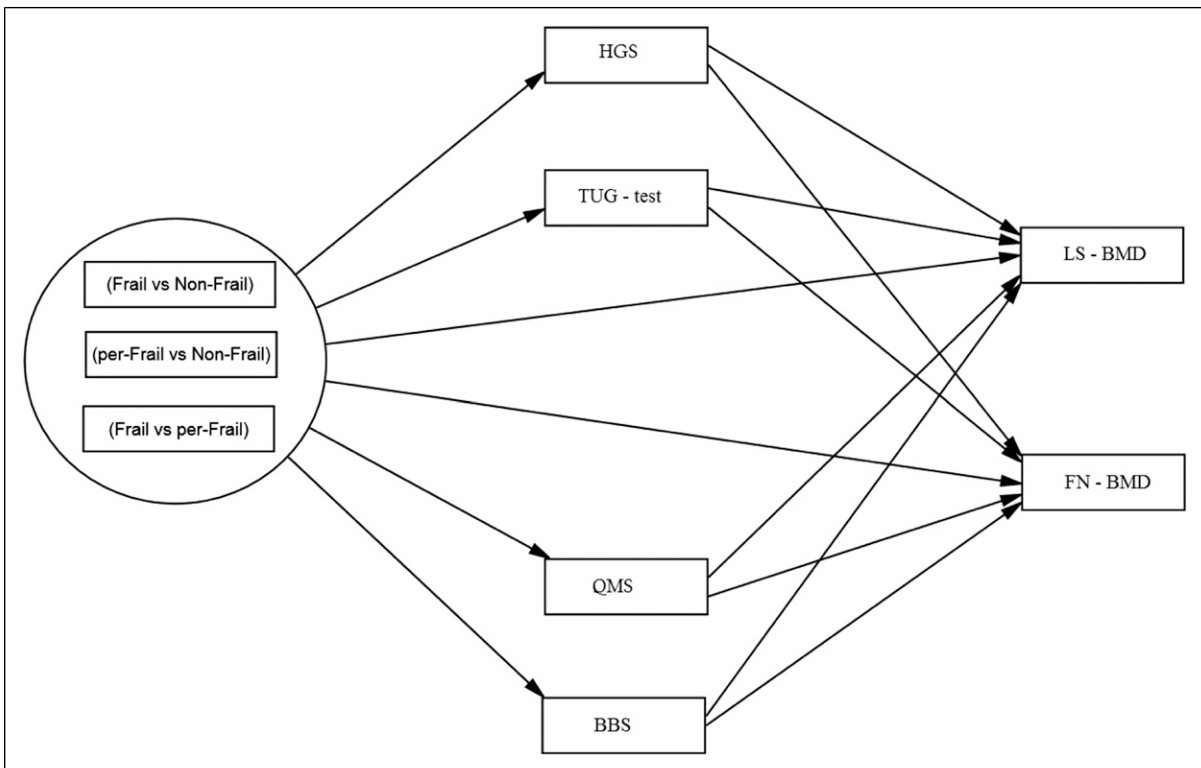 HGS
TUG - test
(Frail vs Non-Frail)
(per-Frail vs Non-Frail)
(Frail vs per-Frail)
LS - BMD
FN - BMD
QMS
BBS